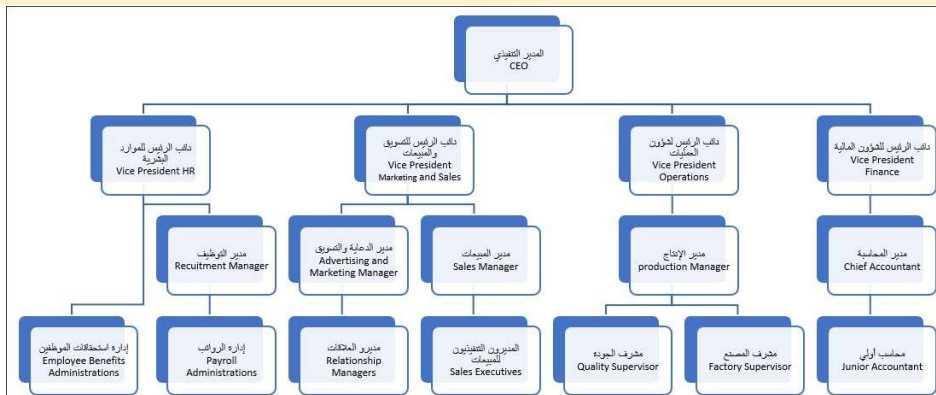 المدير التنفيذي
CEO
نائب الرئيس للموارد
البشرية
Vice President HR
نائب الرئيس للتسويق
والمبيعات
Vice President
Marketing and Sales
نائب الرئيس لشؤون
العمليات
Vice President
Operations
نائب الرئيس للشؤون المالية
Vice President
Finance
مدير التوظيف
Recuitment Manager
مدير الدعاية والتسويق
Advertising and
Marketing Manager
مدير المبيعات
Sales Manager
مدير الإنتاج
production Manager
مدير المحاسبة
Chief Accountant
إدارة استحقاقات الموظفين
Employee Benefits
Administrations
إدارة الرواتب
Payroll
Administrations
مديرو العلاقات
Relationship
Managers
المديرون التنفيذيون
للمبيعات
Sales Executives
مشرف الجودة
Quality Supervisor
مشرف المصنع
Factory Supervisor
محاسب أولي
Junior Accountant